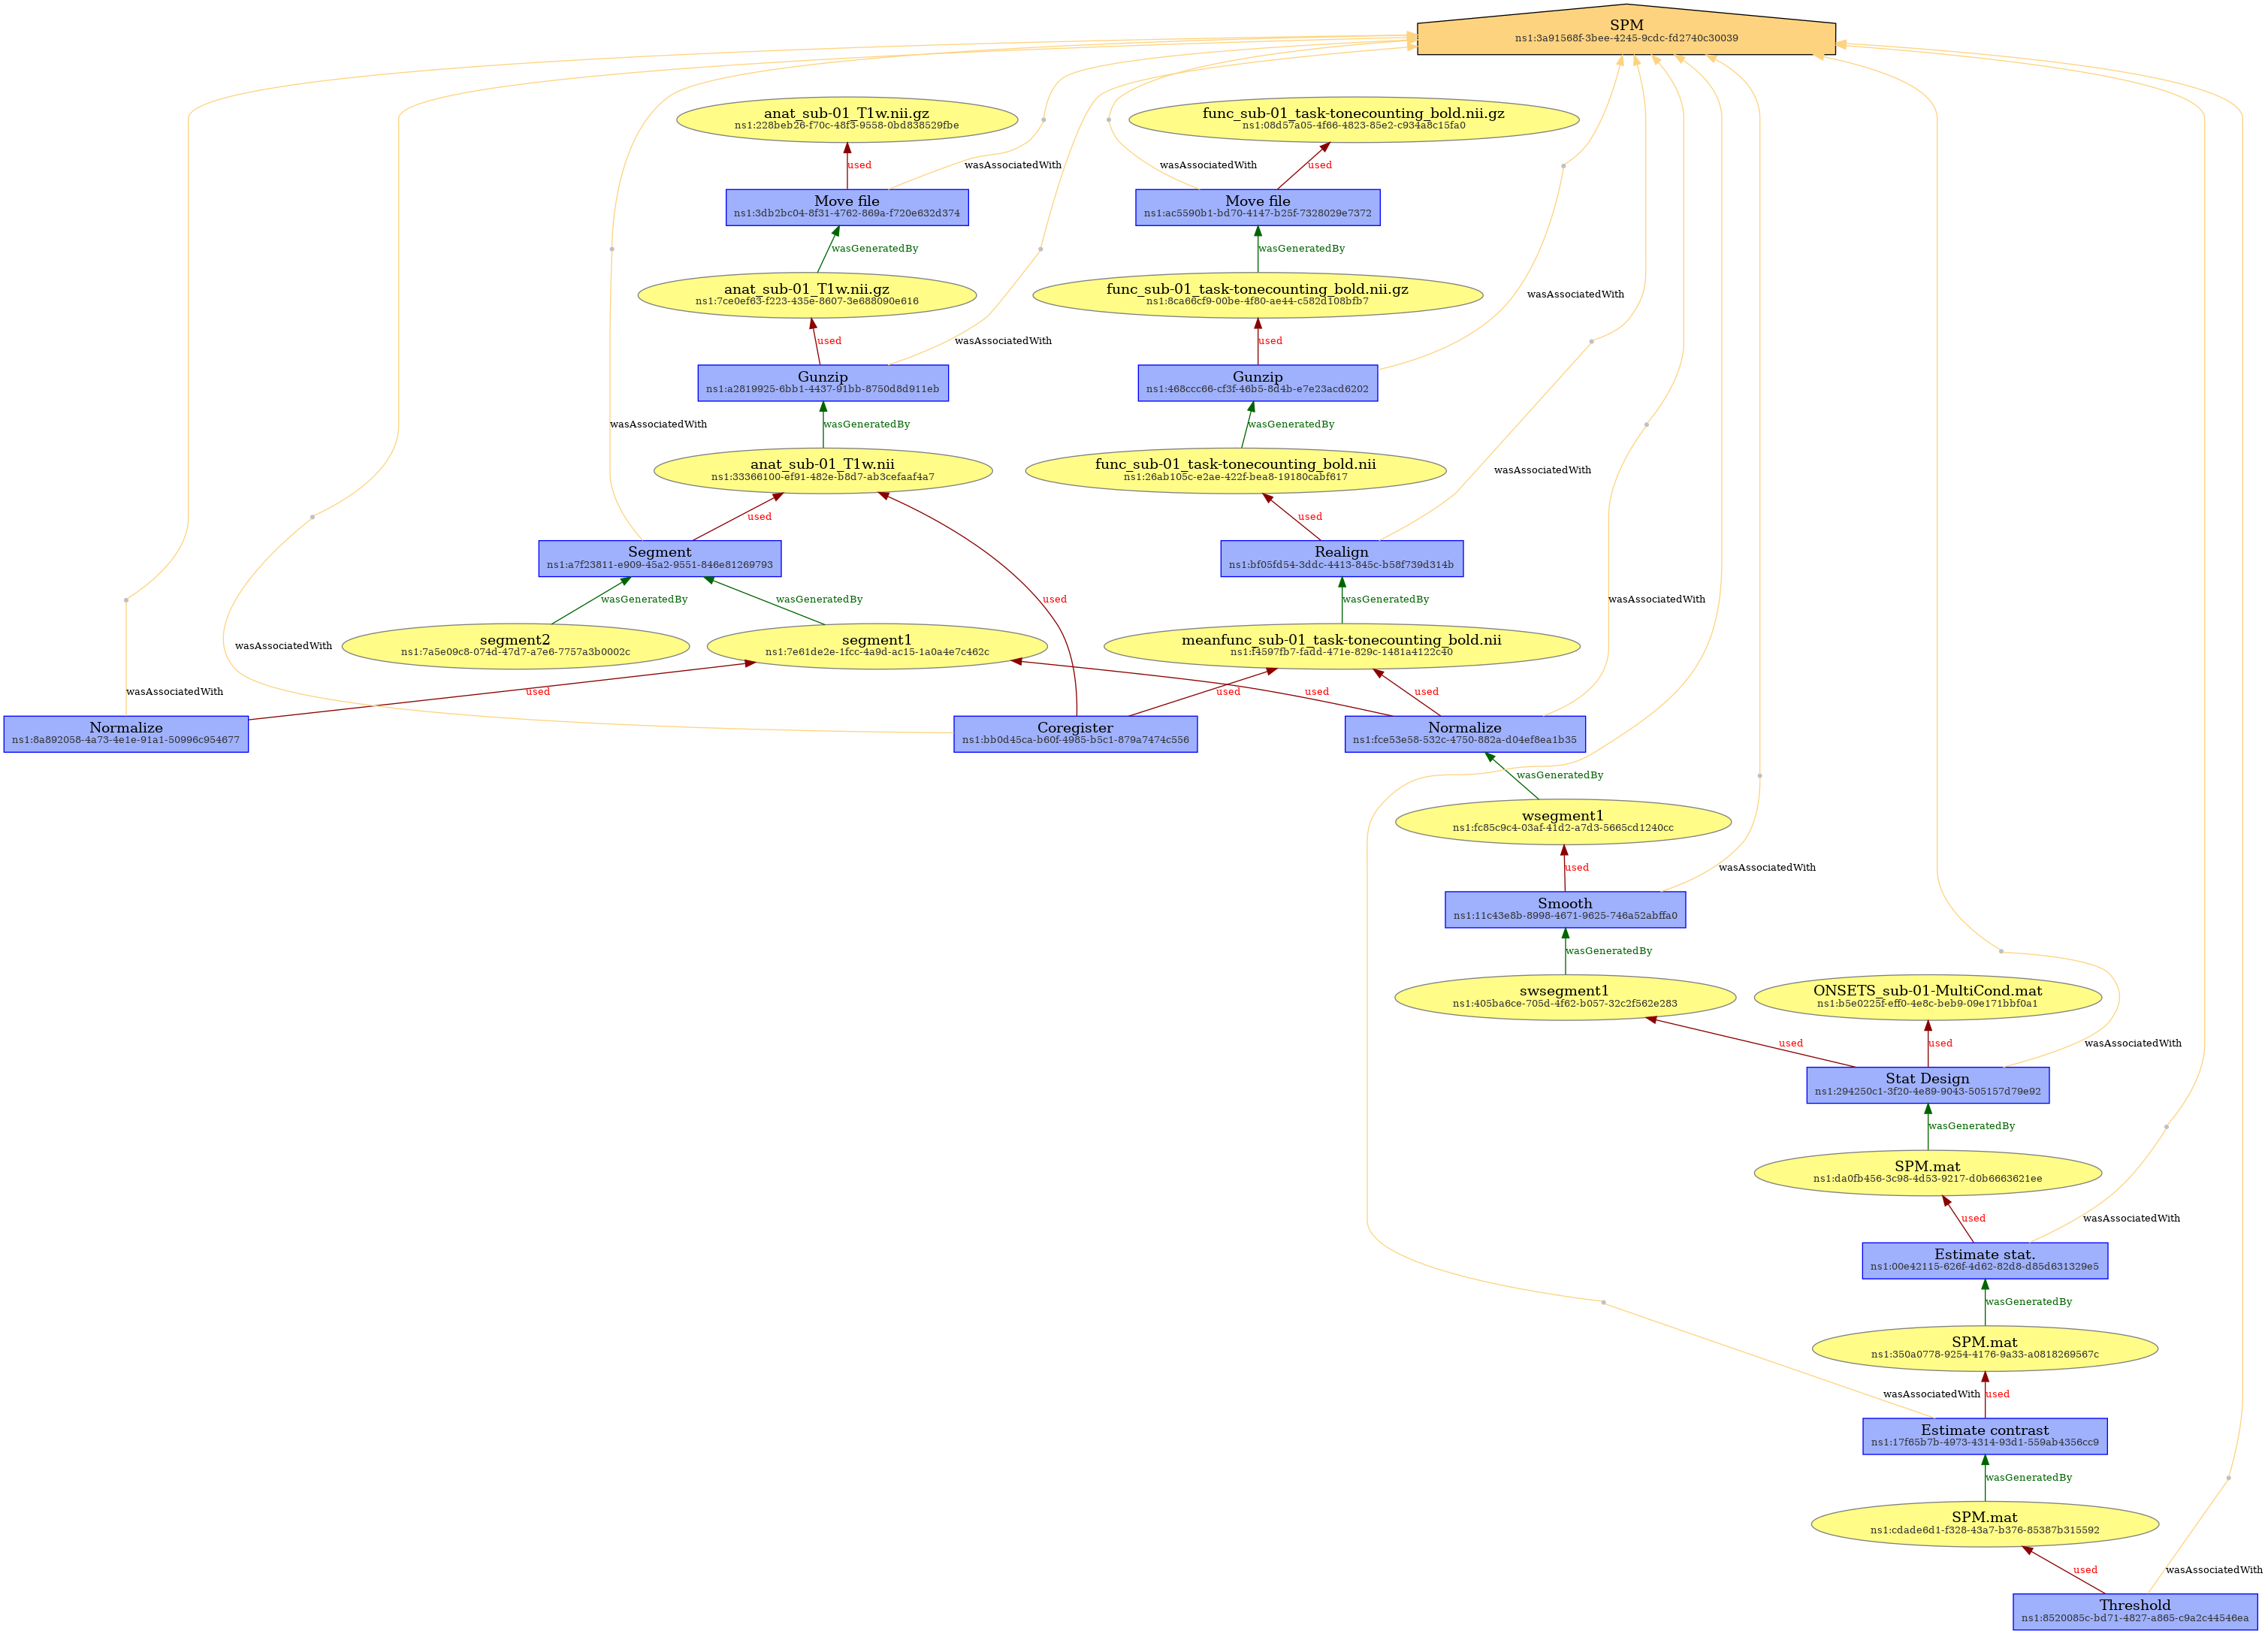 SPM
ns1:3a91568f-3bee-4245-9cdc-fd2740c30039
anat_sub-01_T1w.nii.gz
ns1:228beb26-f70c-48f3-9558-0bd838529fbe
func_sub-01_task-tonecounting_bold.nii.gz
ns1:08d57a05-4f66-4823-85e2-c934a8c15fa0
used
wasAssociatedWith
wasAssociatedWith
used
Move file
ns1:3db2bc04-8f31-4762-869a-f720e632d374
Move file
ns1:ac5590b1-bd70-4147-b25f-7328029e7372
wasGeneratedBy
wasGeneratedBy
anat_sub-01_T1w.nii.gz
ns1:7ce0ef63-f223-435e-8607-3e688090e616
func_sub-01_task-tonecounting_bold.nii.gz
ns1:8ca66cf9-00be-4f80-ae44-c582d108bfb7
wasAssociatedWith
used
wasAssociatedWith
used
Gunzip
ns1:a2819925-6bb1-4437-91bb-8750d8d911eb
Gunzip
ns1:468ccc66-cf3f-46b5-8d4b-e7e23acd6202
wasAssociatedWith
wasGeneratedBy
wasGeneratedBy
anat_sub-01_T1w.nii
ns1:33366100-ef91-482e-b8d7-ab3cefaaf4a7
func_sub-01_task-tonecounting_bold.nii
ns1:26ab105c-e2ae-422f-bea8-19180cabf617
wasAssociatedWith
used
used
Segment
ns1:a7f23811-e909-45a2-9551-846e81269793
Realign
ns1:bf05fd54-3ddc-4413-845c-b58f739d314b
wasGeneratedBy
wasGeneratedBy
used
wasGeneratedBy
wasAssociatedWith
segment2
ns1:7a5e09c8-074d-47d7-a7e6-7757a3b0002c
segment1
ns1:7e61de2e-1fcc-4a9d-ac15-1a0a4e7c462c
meanfunc_sub-01_task-tonecounting_bold.nii
ns1:f4597fb7-fadd-471e-829c-1481a4122c40
wasAssociatedWith
wasAssociatedWith
used
used
used
used
Normalize
ns1:8a892058-4a73-4e1e-91a1-50996c954677
Coregister
ns1:bb0d45ca-b60f-4985-b5c1-879a7474c556
Normalize
ns1:fce53e58-532c-4750-882a-d04ef8ea1b35
wasGeneratedBy
wsegment1
ns1:fc85c9c4-03af-41d2-a7d3-5665cd1240cc
used
wasAssociatedWith
Smooth
ns1:11c43e8b-8998-4671-9625-746a52abffa0
wasGeneratedBy
swsegment1
ns1:405ba6ce-705d-4f62-b057-32c2f562e283
ONSETS_sub-01-MultiCond.mat
ns1:b5e0225f-eff0-4e8c-beb9-09e171bbf0a1
used
used
wasAssociatedWith
Stat Design
ns1:294250c1-3f20-4e89-9043-505157d79e92
wasGeneratedBy
SPM.mat
ns1:da0fb456-3c98-4d53-9217-d0b6663621ee
used
wasAssociatedWith
Estimate stat.
ns1:00e42115-626f-4d62-82d8-d85d631329e5
wasGeneratedBy
SPM.mat
ns1:350a0778-9254-4176-9a33-a0818269567c
wasAssociatedWith
used
Estimate contrast
ns1:17f65b7b-4973-4314-93d1-559ab4356cc9
wasGeneratedBy
SPM.mat
ns1:cdade6d1-f328-43a7-b376-85387b315592
used
wasAssociatedWith
Threshold
ns1:8520085c-bd71-4827-a865-c9a2c44546ea